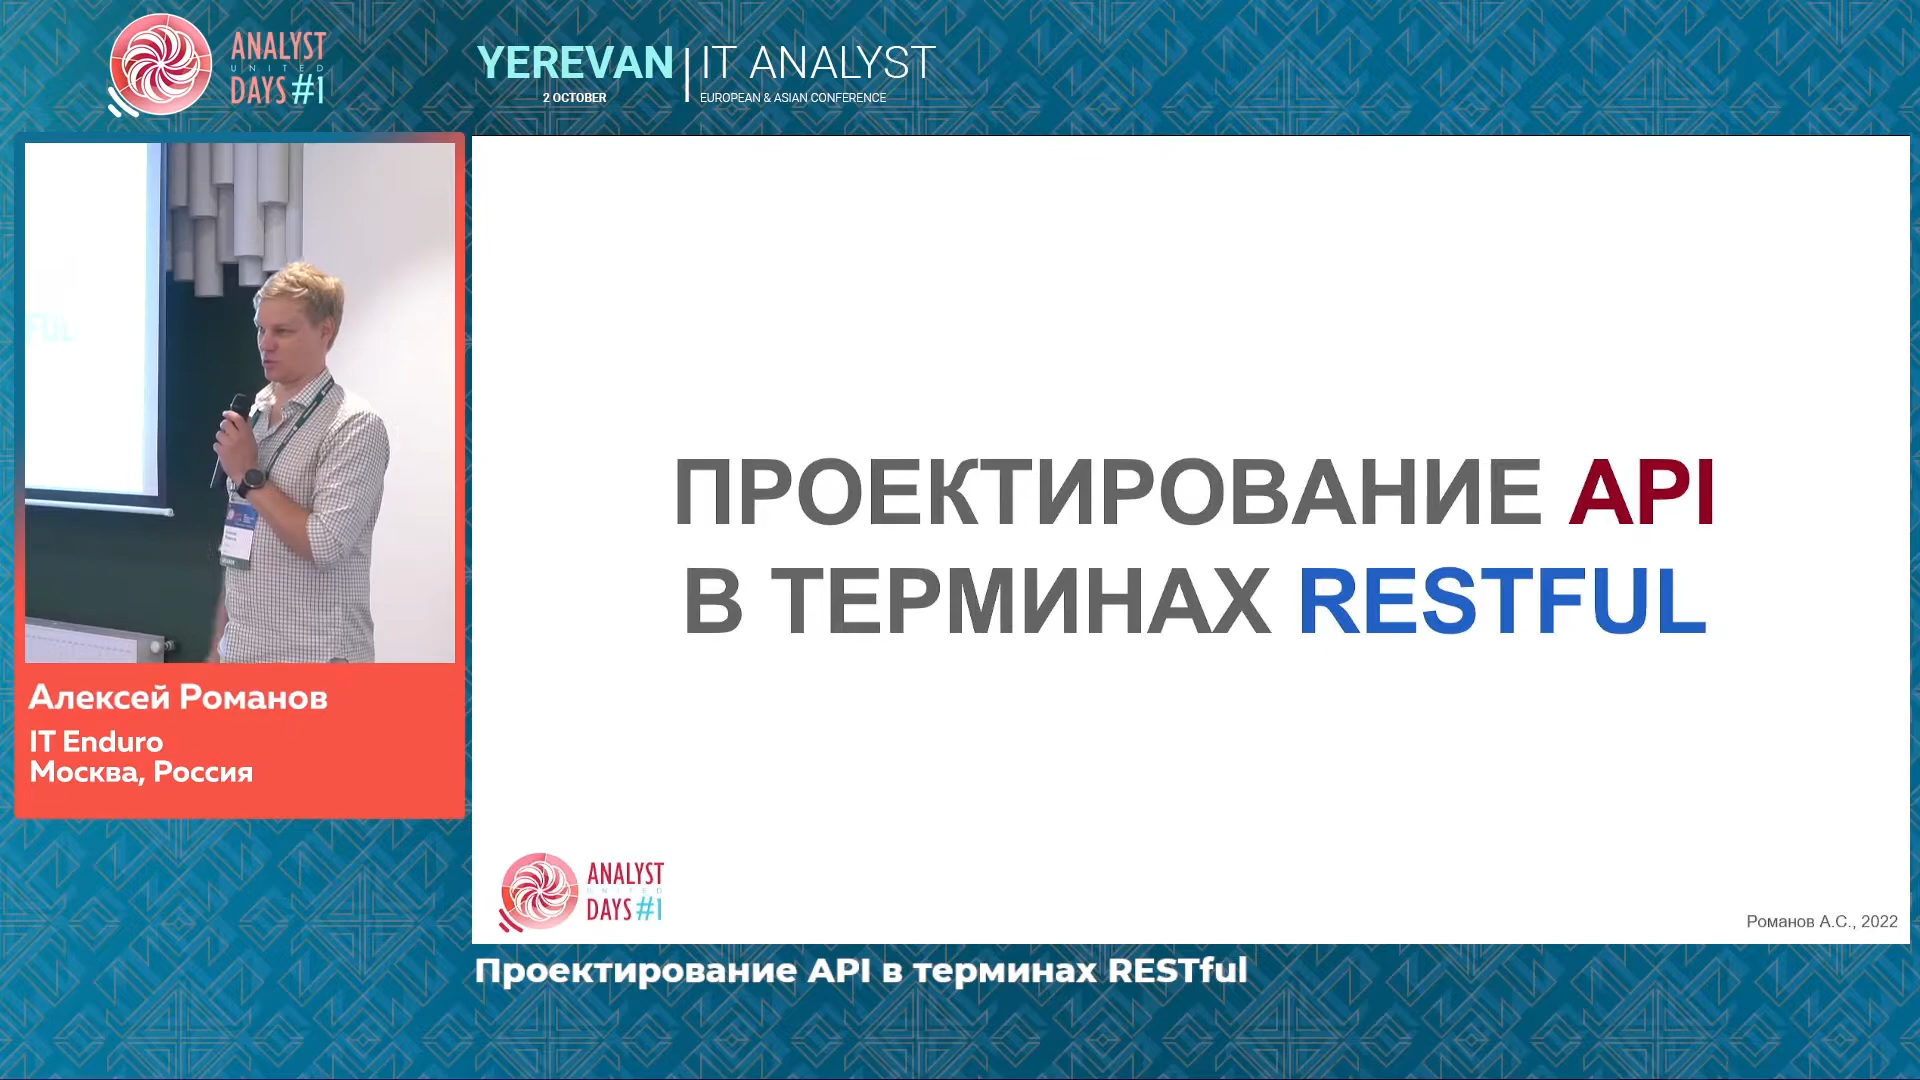 ANALYST
UNITED
DAYS #1
YEREVAN
2 OCTOBER
IT ANALYST
EUROPEAN & ASIAN CONFERENCE
FUL
Алексей Романов
IT Enduro
Москва, Россия
ПРОЕКТИРОВАНИЕ API
В ТЕРМИНАХ RESTFUL
ANALYST
UNITED
DAYS #1
Романов А.С., 2022
Проектирование API в терминах RESTful